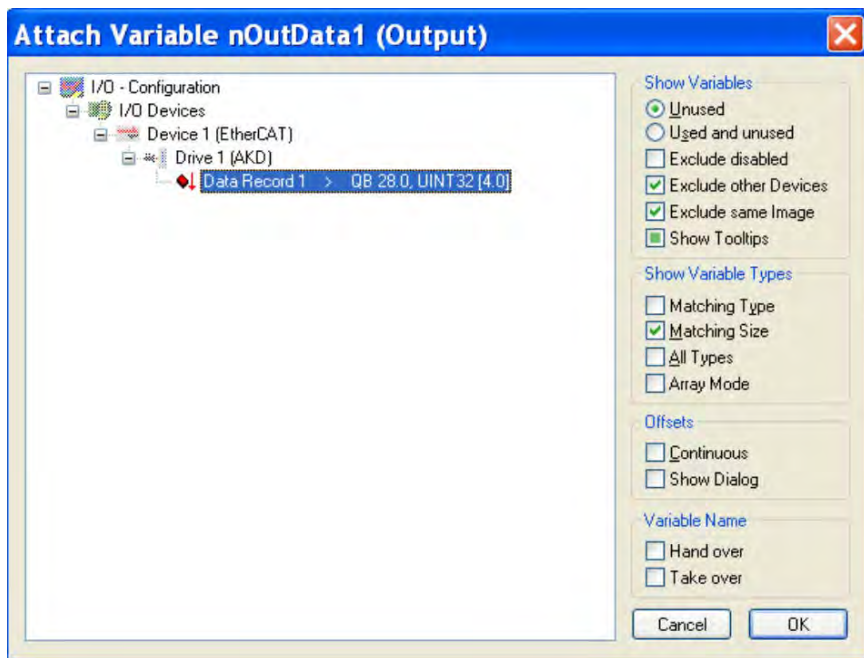 Attach Variable nOutData1 (Output)
I/O - Configuration
I/O Devices
Device 1 (EtherCAT)
Drive 1 (AKD)
Data Record 1 > QB 28.0, UINT32 [4.0]
Show Variables
Unused
Used and unused
Exclude disabled
Exclude other Devices
Exclude same Image
Show Tooltips
Show Variable Types
Matching Type
Matching Size
All Types
Array Mode
Offsets
Continuous
Show Dialog
Variable Name
Hand over
Take over
Cancel
OK